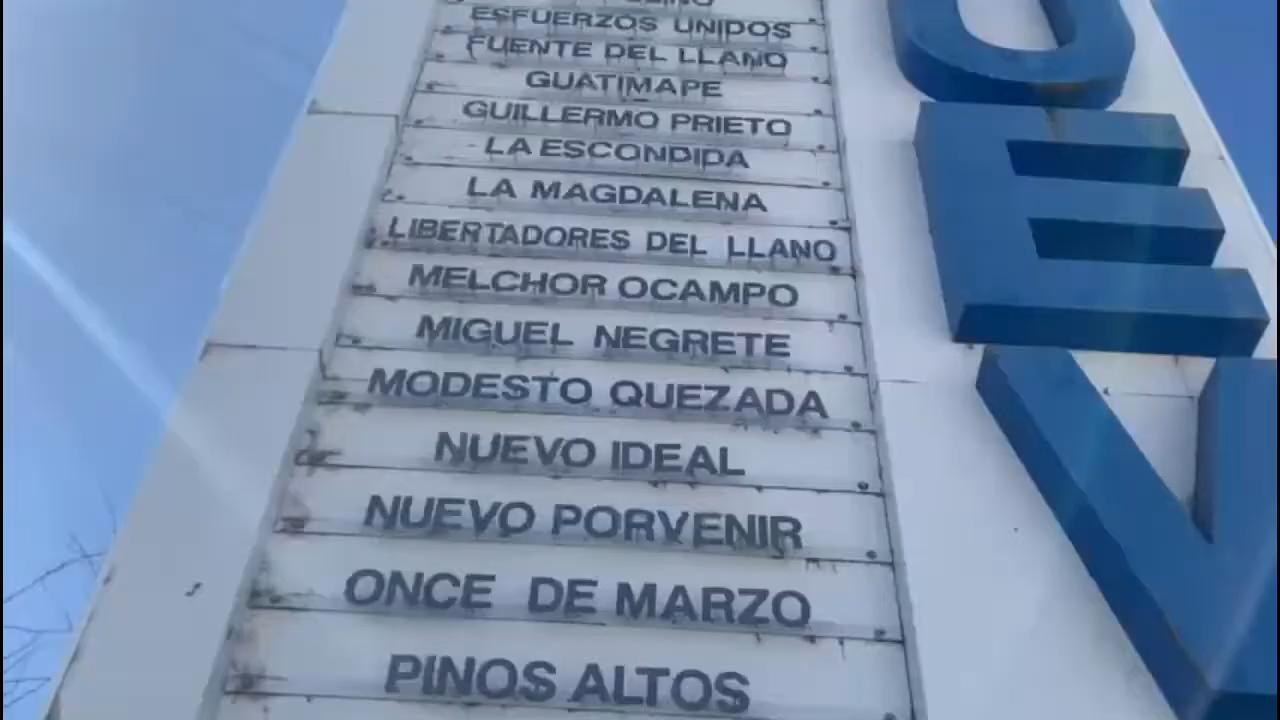 ESFUERZOS UNIDOS
FUENTE DEL LLANO
GUATIMAPE
GUILLERMO PRIETO
LA ESCONDIDA
LA MAGDALENA
LIBERTADORES DEL LLANO
MELCHOR OCAMPO
MIGUEL NEGRETE
MODESTO QUEZADA
NUEVO IDEAL
NUEVO PORVENIR
ONCE DE MARZO
PINOS ALTOS
E
V